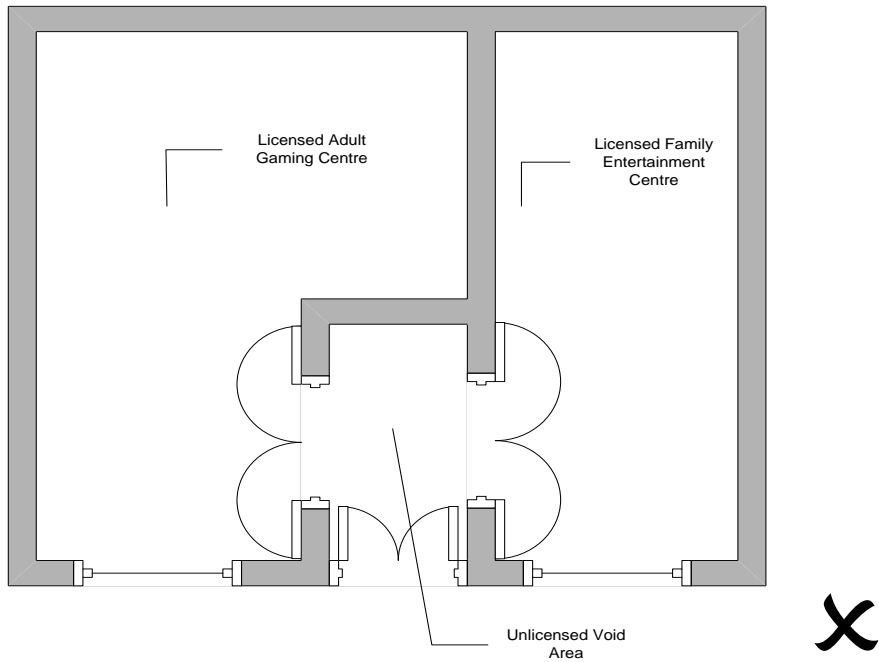 Licensed Adult
Gaming Centre
Licensed Family
Entertainment
Centre
Unlicensed Void
Area